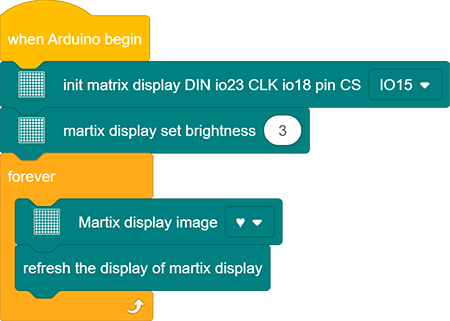 when Arduino begin
init matrix display DIN io23 CLK io18 pin CS IO15
martix display set brightness 3
forever
Martix display image ♥
refresh the display of martix display